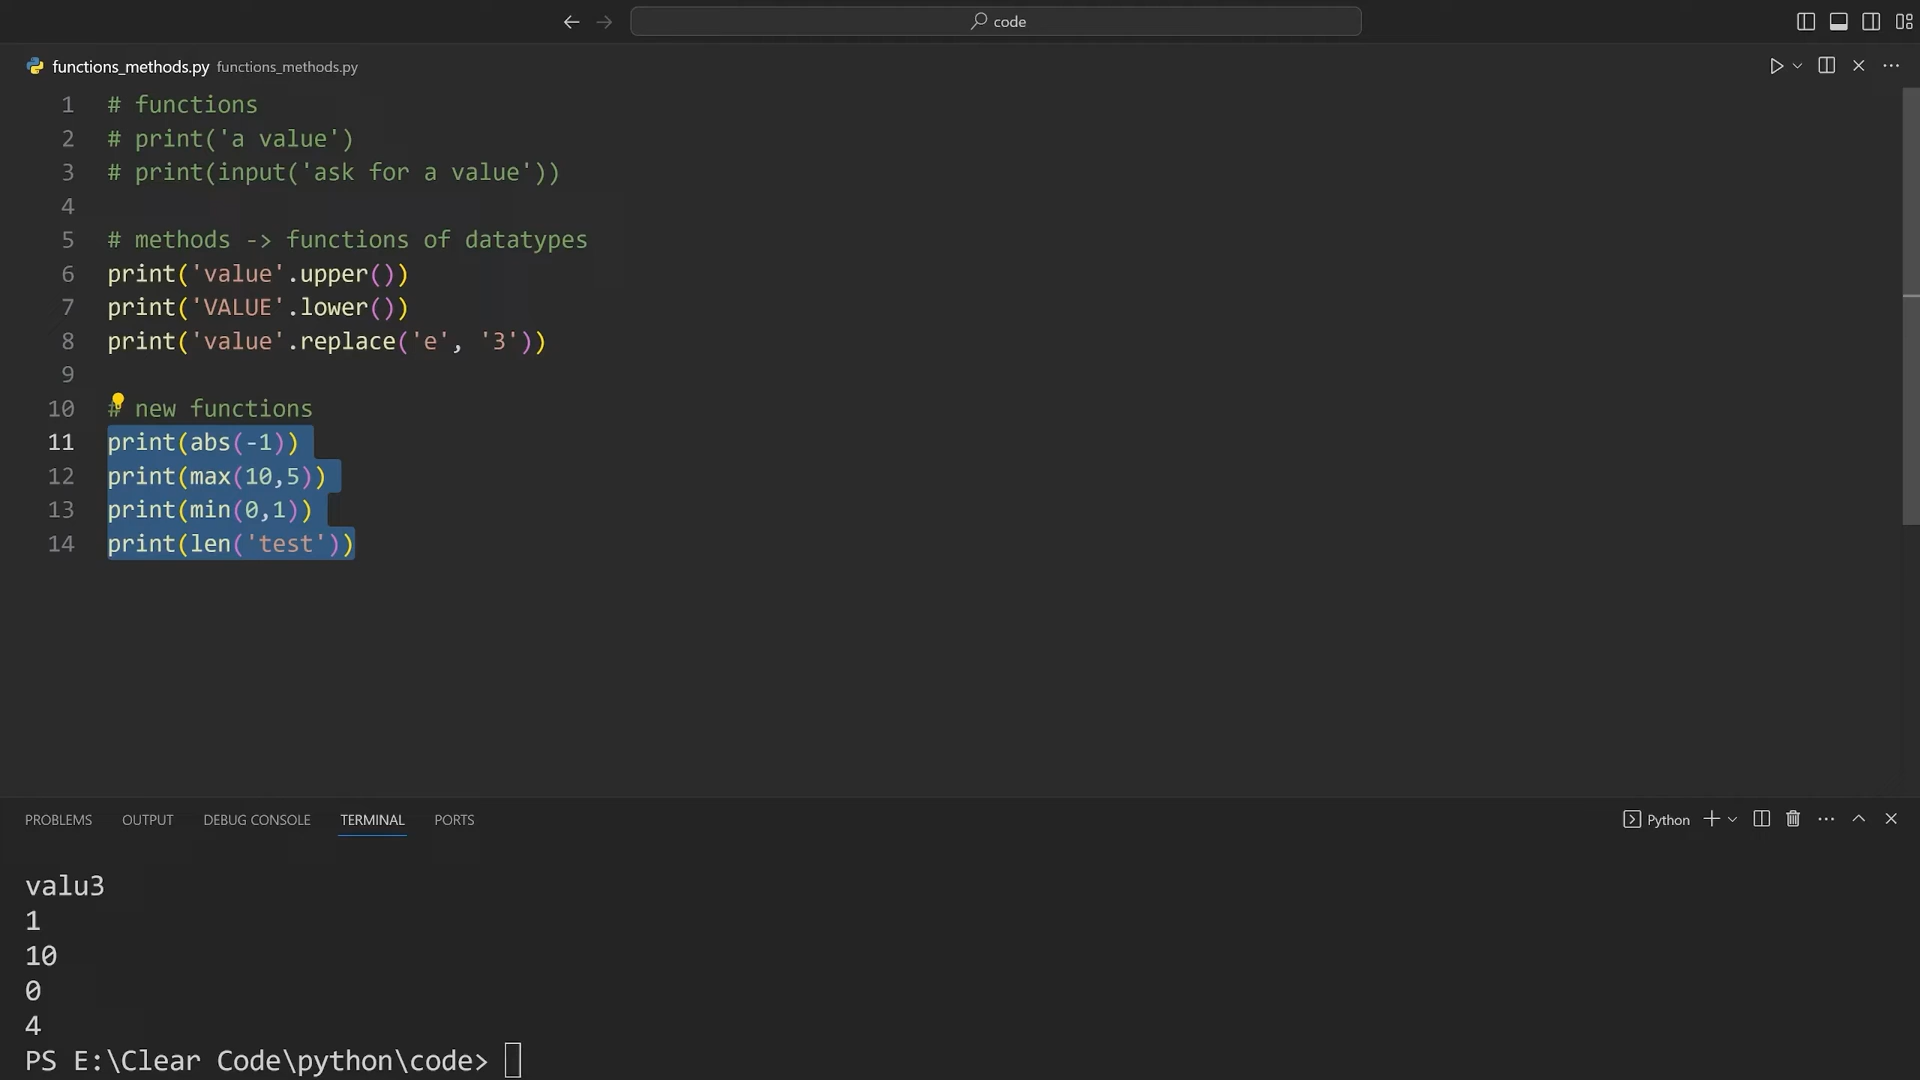 code
functions_methods.py functions_methods.py
1 # functions
2 # print('a value')
3 # print(input('ask for a value'))
4
5 # methods -> functions of datatypes
6 print('value'.upper())
7 print('VALUE'.lower())
8 print('value'.replace('e', '3'))
9
10 # new functions
11 print(abs(-1))
12 print(max(10,5))
13 print(min(0,1))
14 print(len('test'))
PROBLEMS OUTPUT DEBUG CONSOLE TERMINAL PORTS Python
valu3
1
10
0
4
PS E:\Clear Code\python\code>